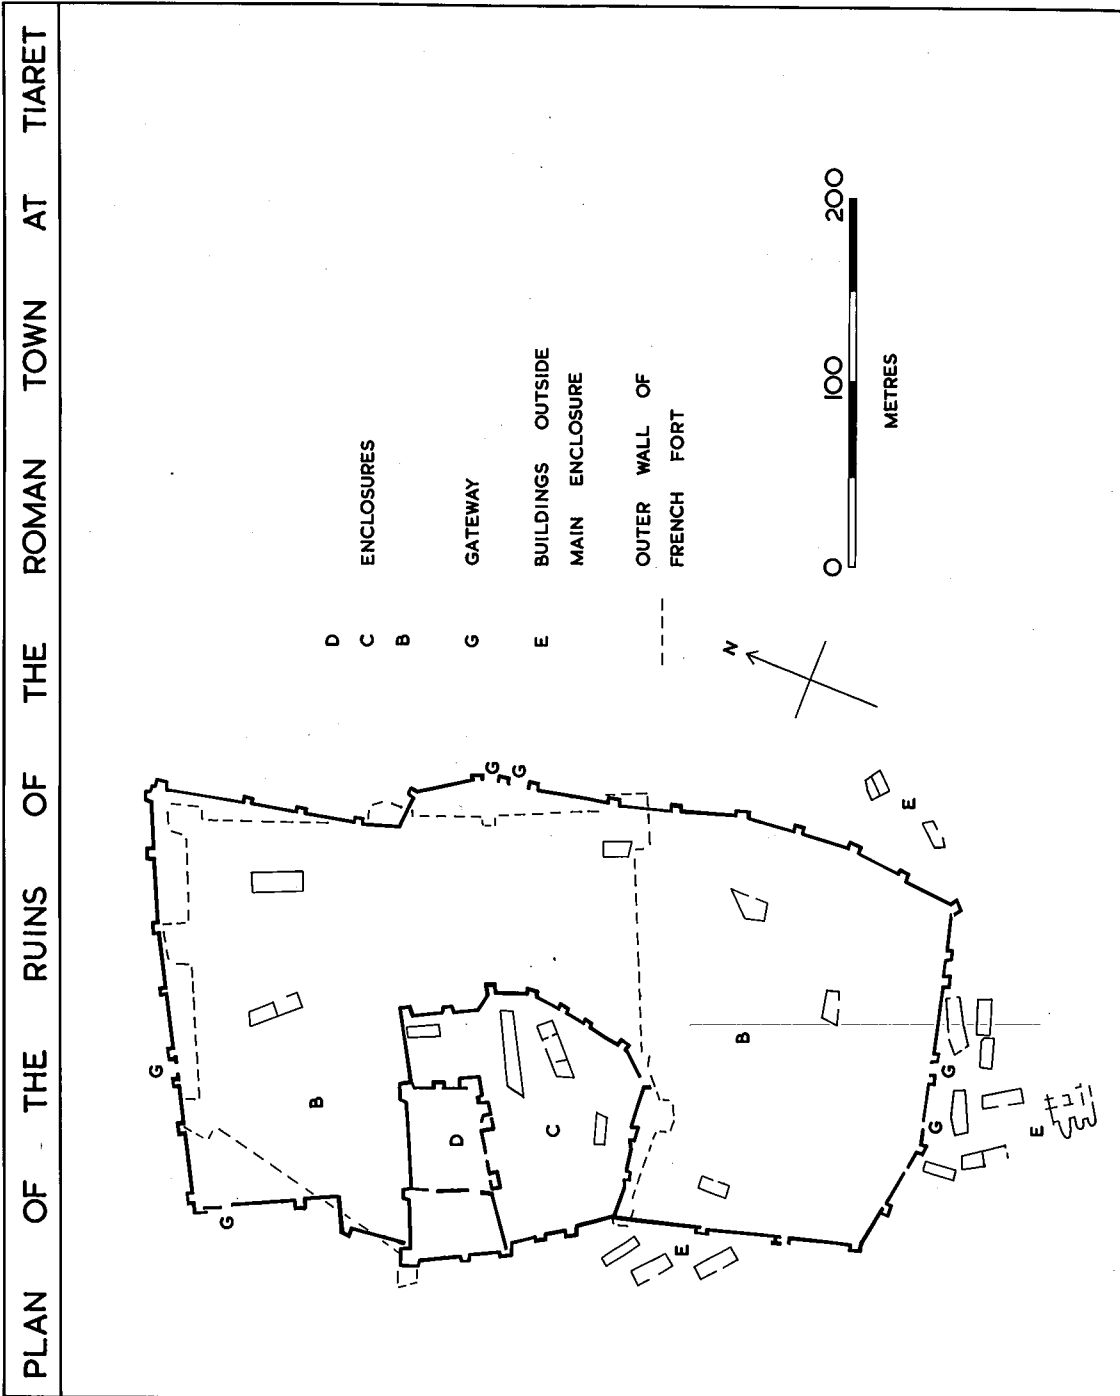 PLAN OF THE RUINS OF THE ROMAN TOWN AT TIARET
D
C ENCLOSURES
B
G GATEWAY
E BUILDINGS OUTSIDE
MAIN ENCLOSURE
OUTER WALL OF
FRENCH FORT
N
0 100 200
METRES
G
G
G
G
B
D
C
B
E
E
G
G
E